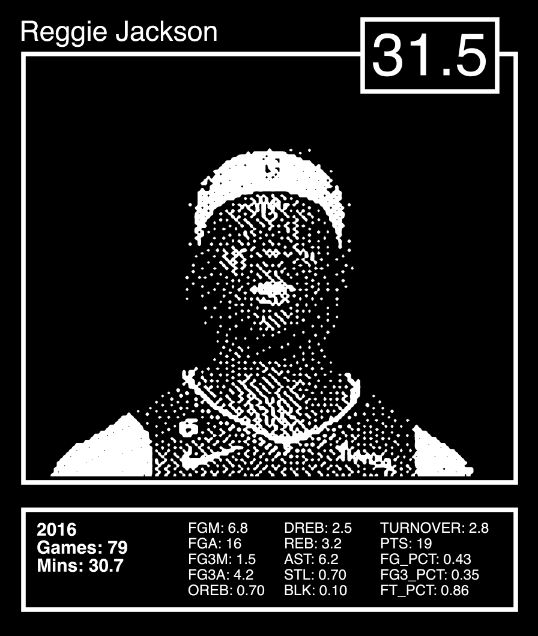 Reggie Jackson
31.5
6
2016
Games: 79
Mins: 30.7
FGM: 6.8
FGA: 16
FG3M: 1.5
FG3A: 4.2
OREB: 0.70
DREB: 2.5
REB: 3.2
AST: 6.2
STL: 0.70
BLK: 0.10
TURNOVER: 2.8
PTS: 19
FG_PCT: 0.43
FG3_PCT: 0.35
FT_PCT: 0.86